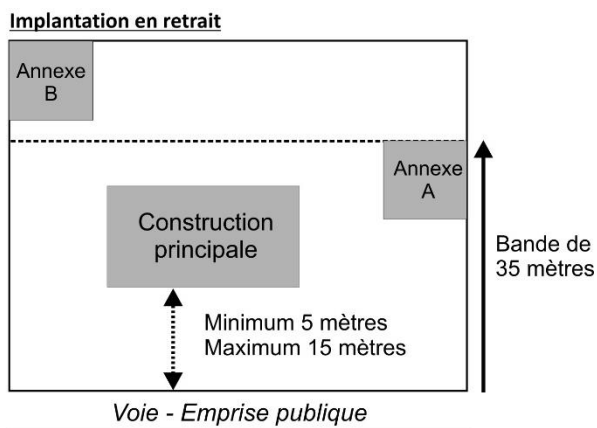 Implantation en retrait
Annexe
B
Annexe
A
Construction
principale
Bande de
35 mètres
Minimum 5 mètres
Maximum 15 mètres
Voie - Emprise publique